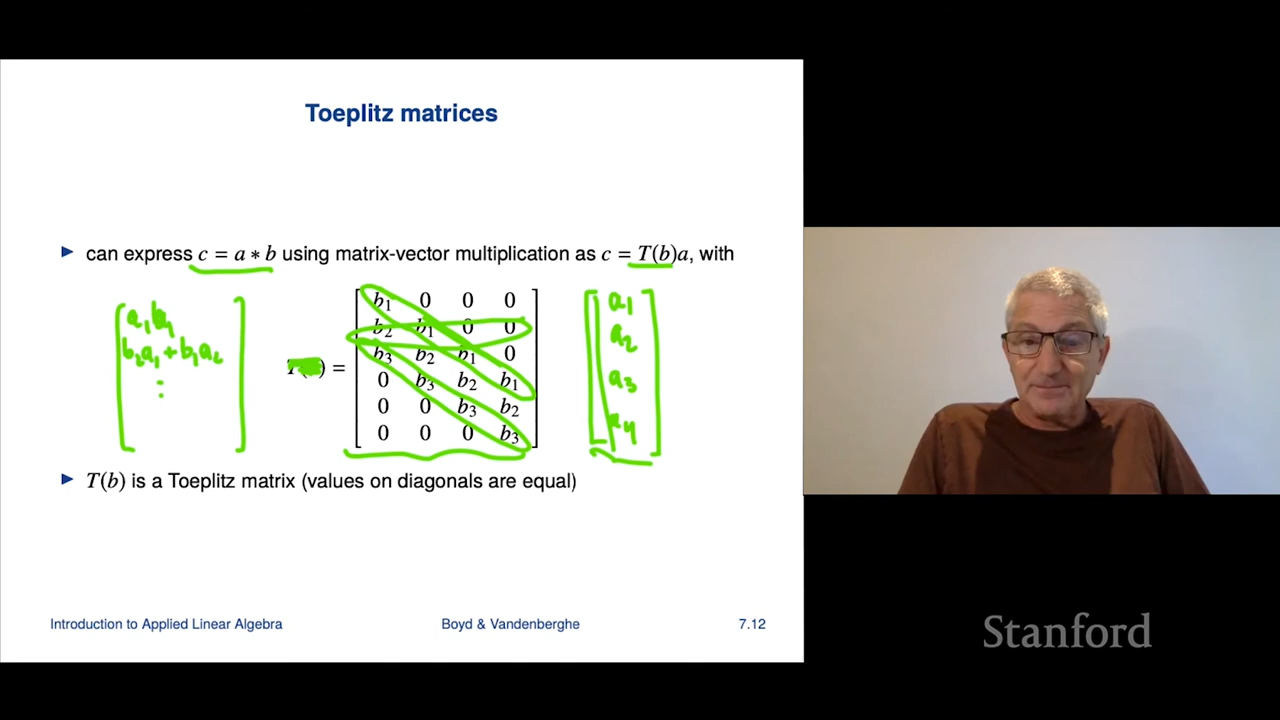 Toeplitz matrices
▶ can express c = a ∗ b using matrix-vector multiplication as c = T(b)a, with
a₁b₁
b₂a₁ + b₁a₂
⋮
=
b₁ 0 0 0
b₂ b₁ 0 0
b₃ b₂ b₁ 0
0 b₃ b₂ b₁
0 0 b₃ b₂
0 0 0 b₃
a₁
a₂
a₃
a₄
▶ T(b) is a Toeplitz matrix (values on diagonals are equal)
Introduction to Applied Linear Algebra
Boyd & Vandenberghe
7.12
Stanford